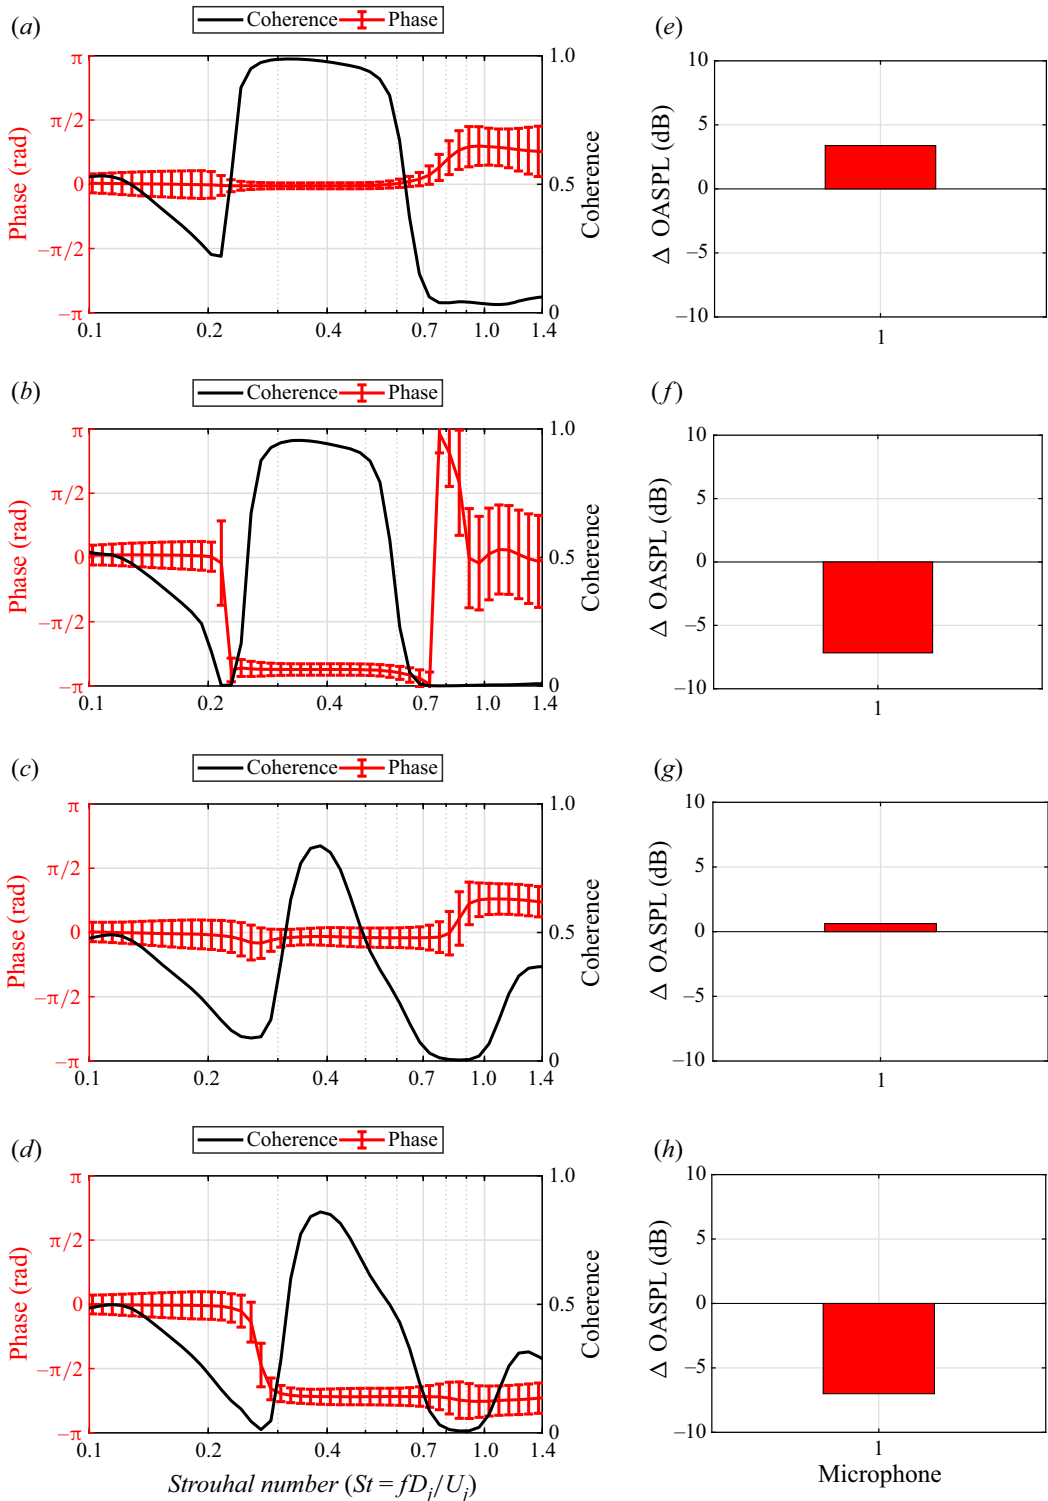 (a)
Coherence Phase
(e)
π
π/2
0
−π/2
−π
Phase (rad)
1.0
0.5
0
Coherence
0.1 0.2 0.4 0.7 1.0 1.4
10
5
0
−5
−10
Δ OASPL (dB)
1
(b)
Coherence Phase
(f)
π
π/2
0
−π/2
−π
Phase (rad)
1.0
0.5
0
Coherence
0.1 0.2 0.4 0.7 1.0 1.4
10
5
0
−5
−10
Δ OASPL (dB)
1
(c)
Coherence Phase
(g)
π
π/2
0
−π/2
−π
Phase (rad)
1.0
0.5
0
Coherence
0.1 0.2 0.4 0.7 1.0 1.4
10
5
0
−5
−10
Δ OASPL (dB)
1
(d)
Coherence Phase
(h)
π
π/2
0
−π/2
−π
Phase (rad)
1.0
0.5
0
Coherence
0.1 0.2 0.4 0.7 1.0 1.4
Strouhal number (St = fD_j/U_j)
10
5
0
−5
−10
Δ OASPL (dB)
1
Microphone